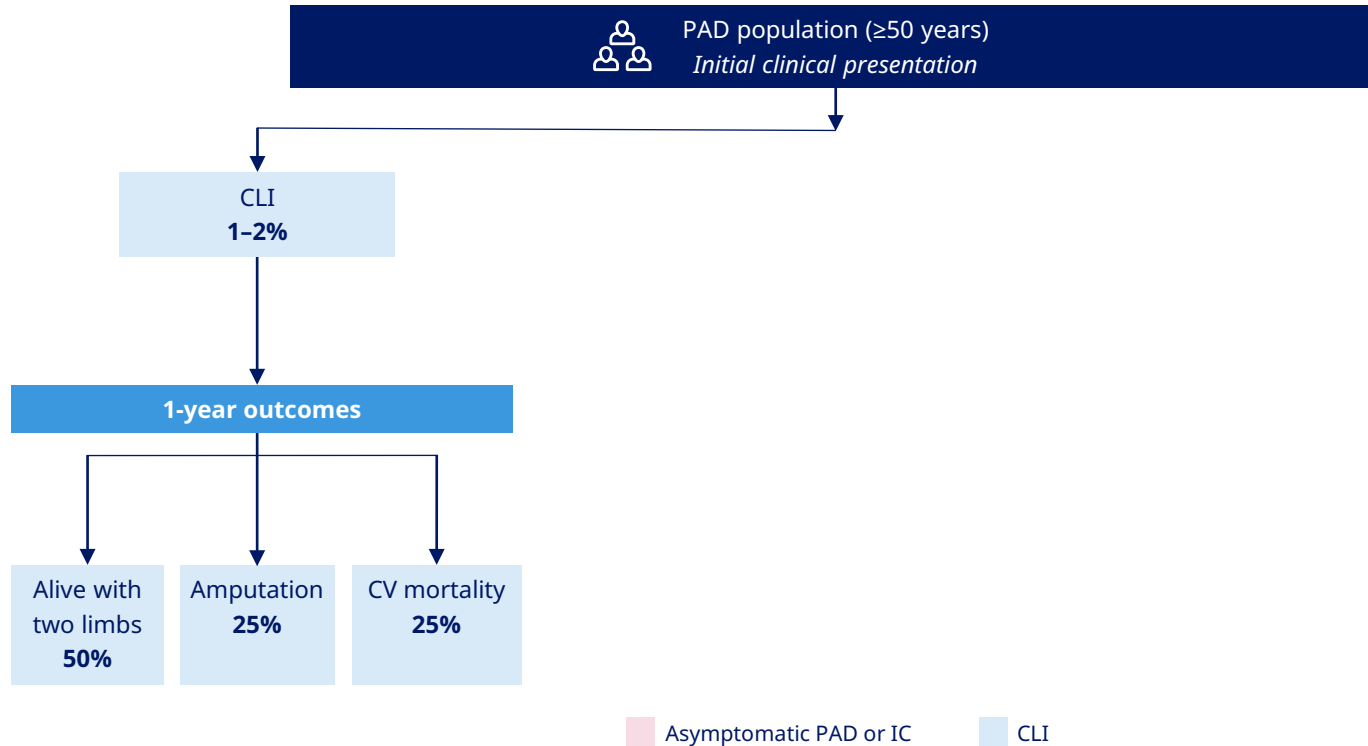 PAD population (≥50 years)
Initial clinical presentation
CLI
1–2%
1-year outcomes
Alive with
two limbs
50%
Amputation
25%
CV mortality
25%
Asymptomatic PAD or IC
CLI